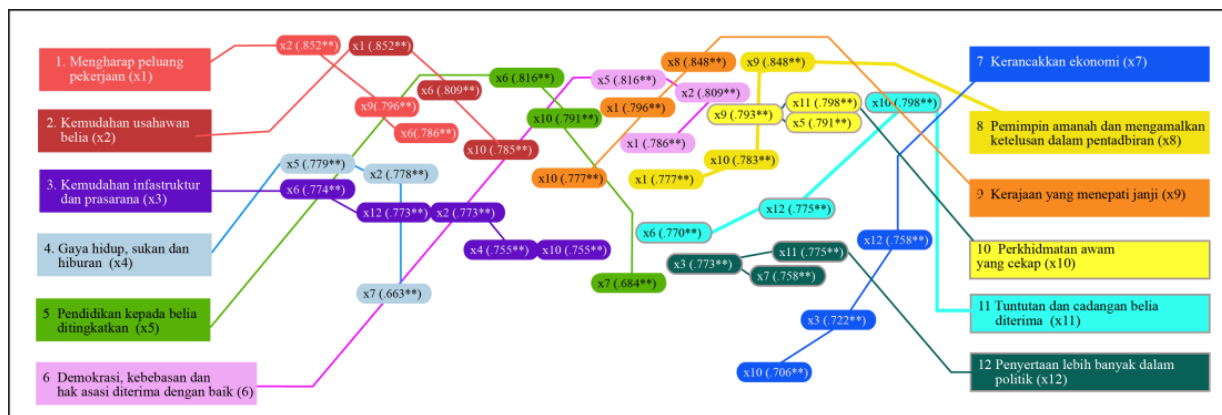 1. Mengharap peluang
pekerjaan (x1)
2. Kemudahan usahawan
belia (x2)
3. Kemudahan infastruktur
dan prasarana (x3)
4. Gaya hidup, sukan dan
hiburan (x4)
5 Pendidikan kepada belia
ditingkatkan (x5)
6 Demokrasi, kebebasan dan
hak asasi diterima dengan baik (6)
x2 (.852**)
x9(.796**)
x6(.786**)
x1 (.852**)
x6 (.809**)
x10 (.785**)
x5 (.779**)
x2 (.778**)
x7 (.663**)
x6 (.774**)
x12 (.773**)
x2 (.773**)
x4 (.755**)
x10 (.755**)
x6 (.816**)
x10 (.791**)
x7 (.684**)
x5 (.816**)
x2 (.809**)
x1 (.786**)
x8 (.848**)
x1 (.796**)
x10 (.777**)
x9 (.848**)
x10 (.783**)
x1 (.777**)
x9 (.793**)
x11 (.798**)
x5 (.791**)
x10 (.798**)
x12 (.775**)
x6 (.770**)
x11 (.775**)
x3 (.773**)
x7 (.758**)
x12 (.758**)
x3 (.722**)
x10 (.706**)
7 Kerancakkan ekonomi (x7)
8 Pemimpin amanah dan mengamalkan
ketelusan dalam pentadbiran (x8)
9 Kerajaan yang menepati janji (x9)
10 Perkhidmatan awam
yang cekap (x10)
11 Tuntutan dan cadangan belia
diterima (x11)
12 Penyertaan lebih banyak dalam
politik (x12)